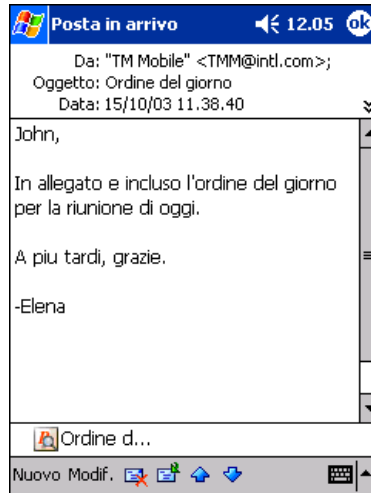 Posta in arrivo 12.05 ok
Da: "TM Mobile" <TMM@intl.com>;
Oggetto: Ordine del giorno
Data: 15/10/03 11.38.40
John,
In allegato e incluso l'ordine del giorno
per la riunione di oggi.
A piu tardi, grazie.
-Elena
Ordine d...
Nuovo Modif.